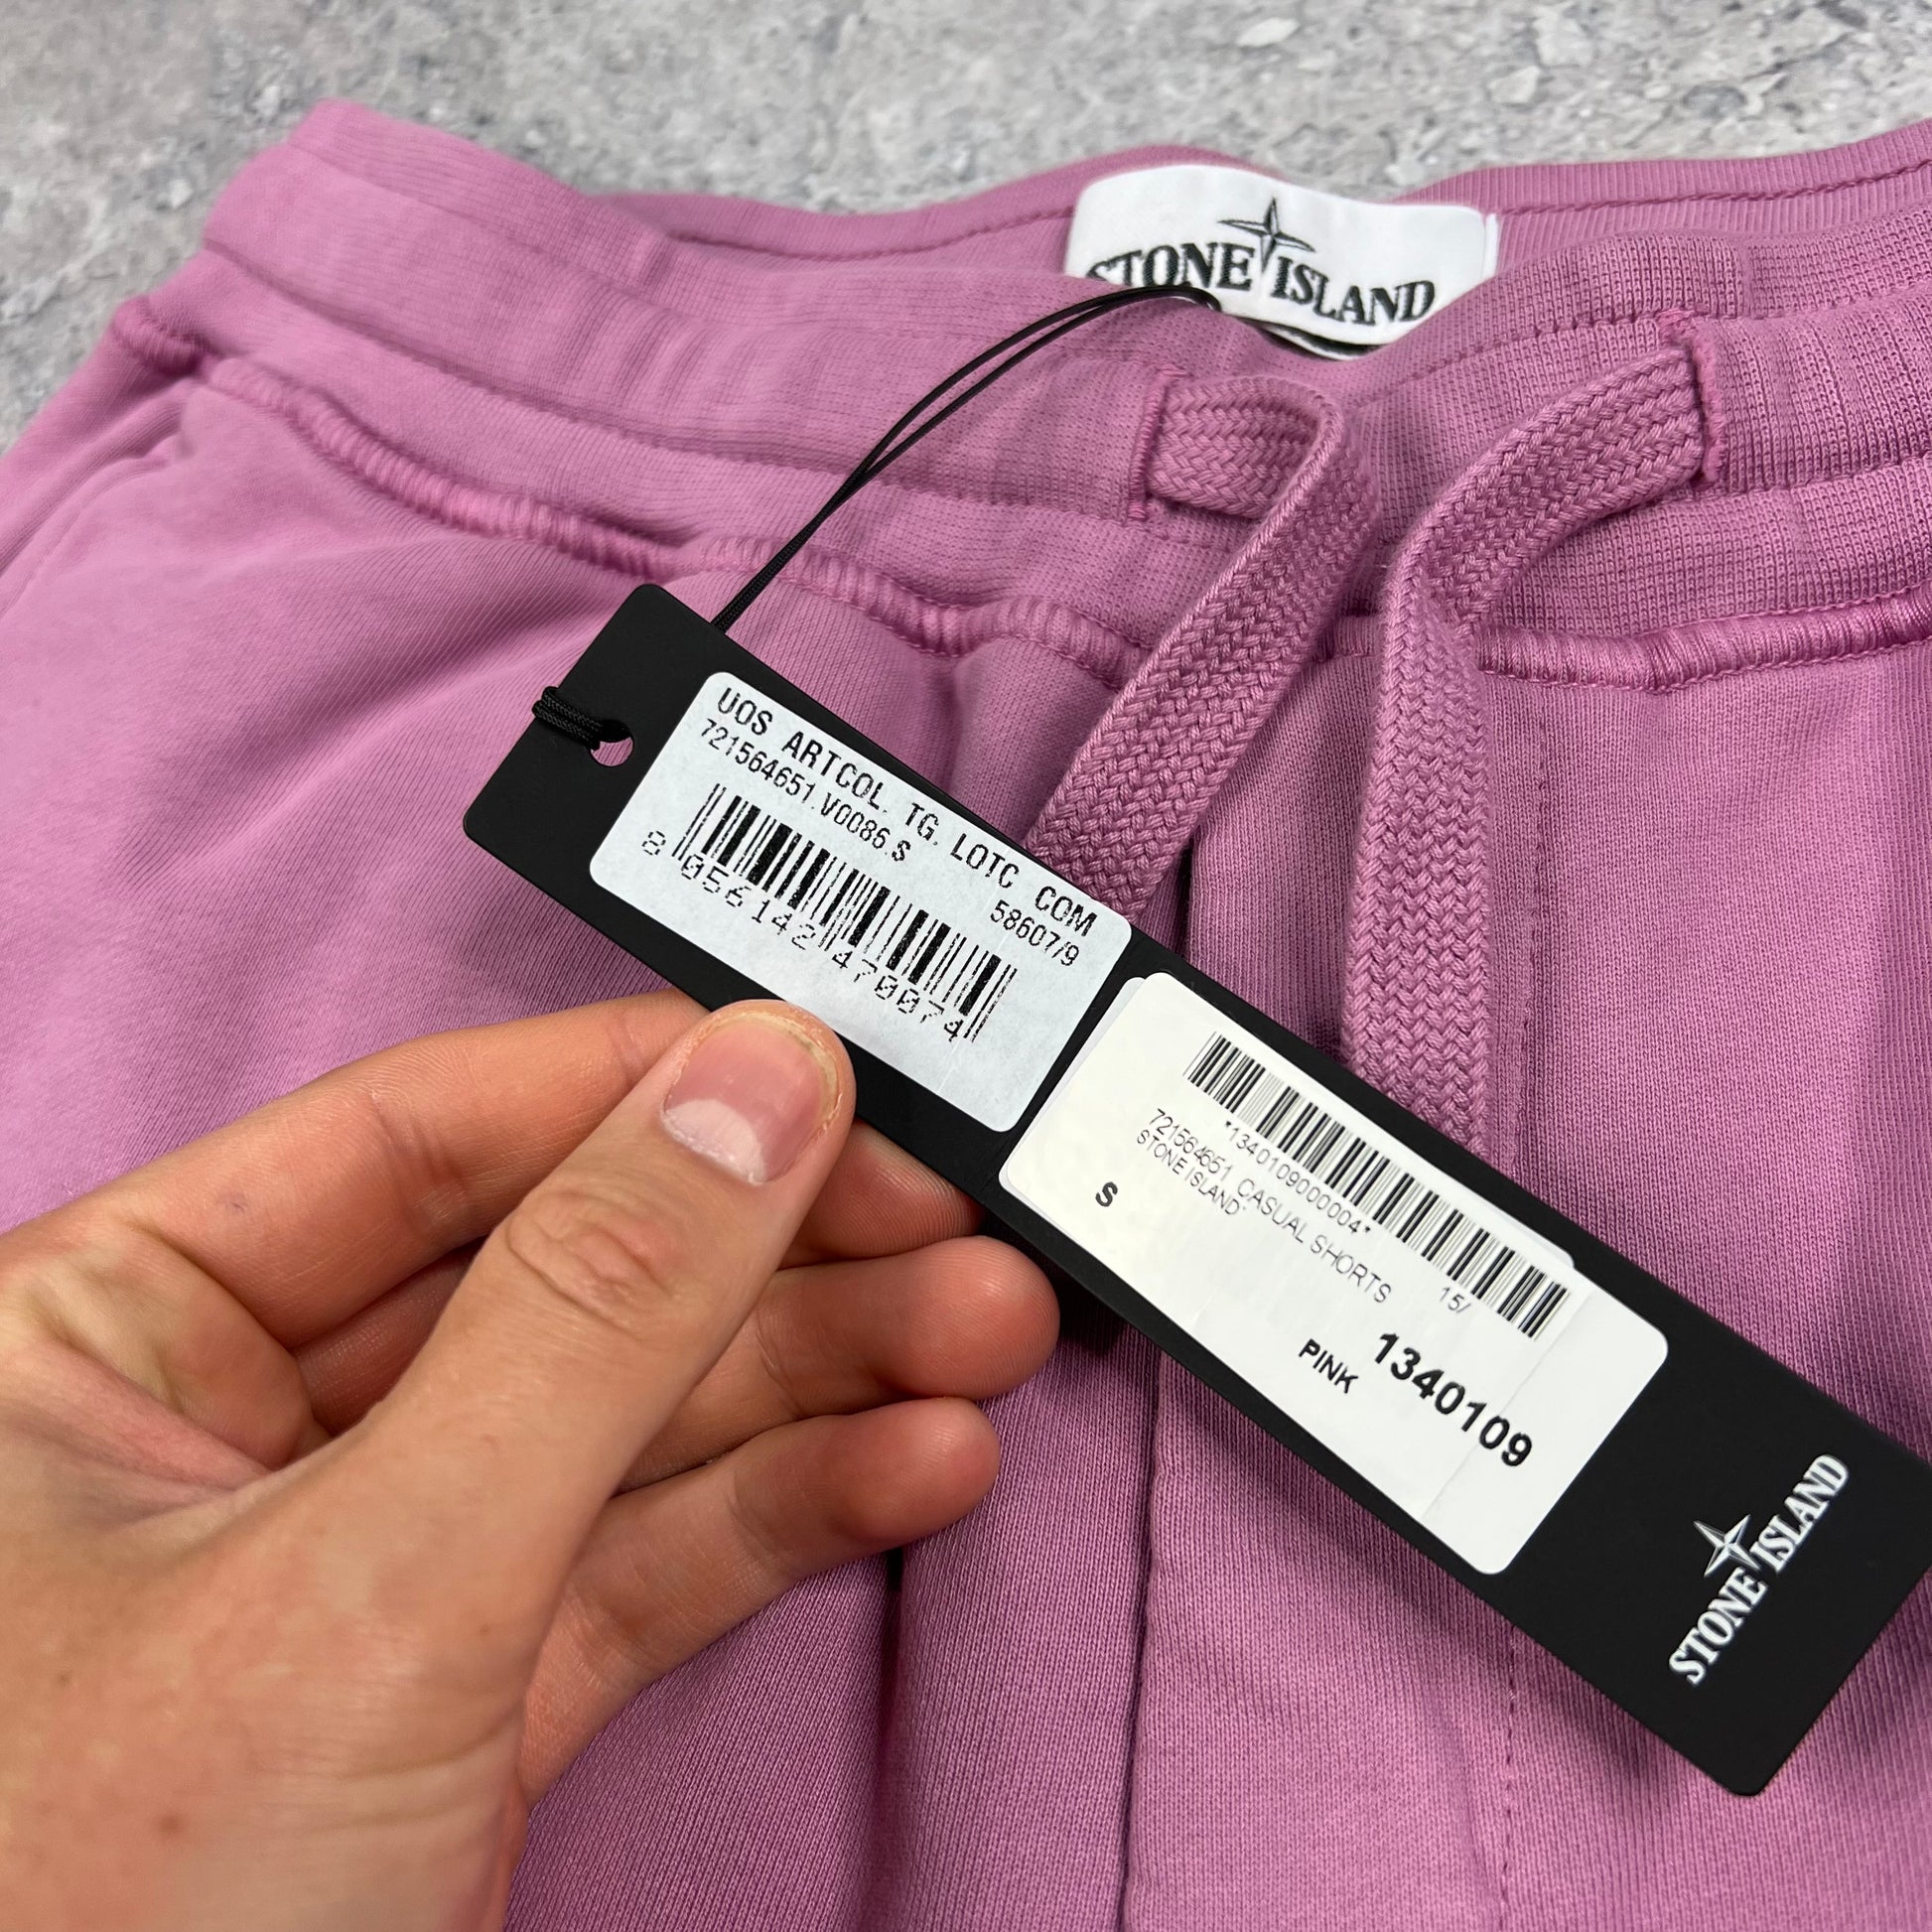 STONE ISLAND
UOS ARTCOL. TG. LOTC COM
721564651.V0086.S 58607/9
8 056142 470074
*1340109000004*
721564651 CASUAL SHORTS 15/
STONE ISLAND*
S
PINK 1340109
STONE ISLAND